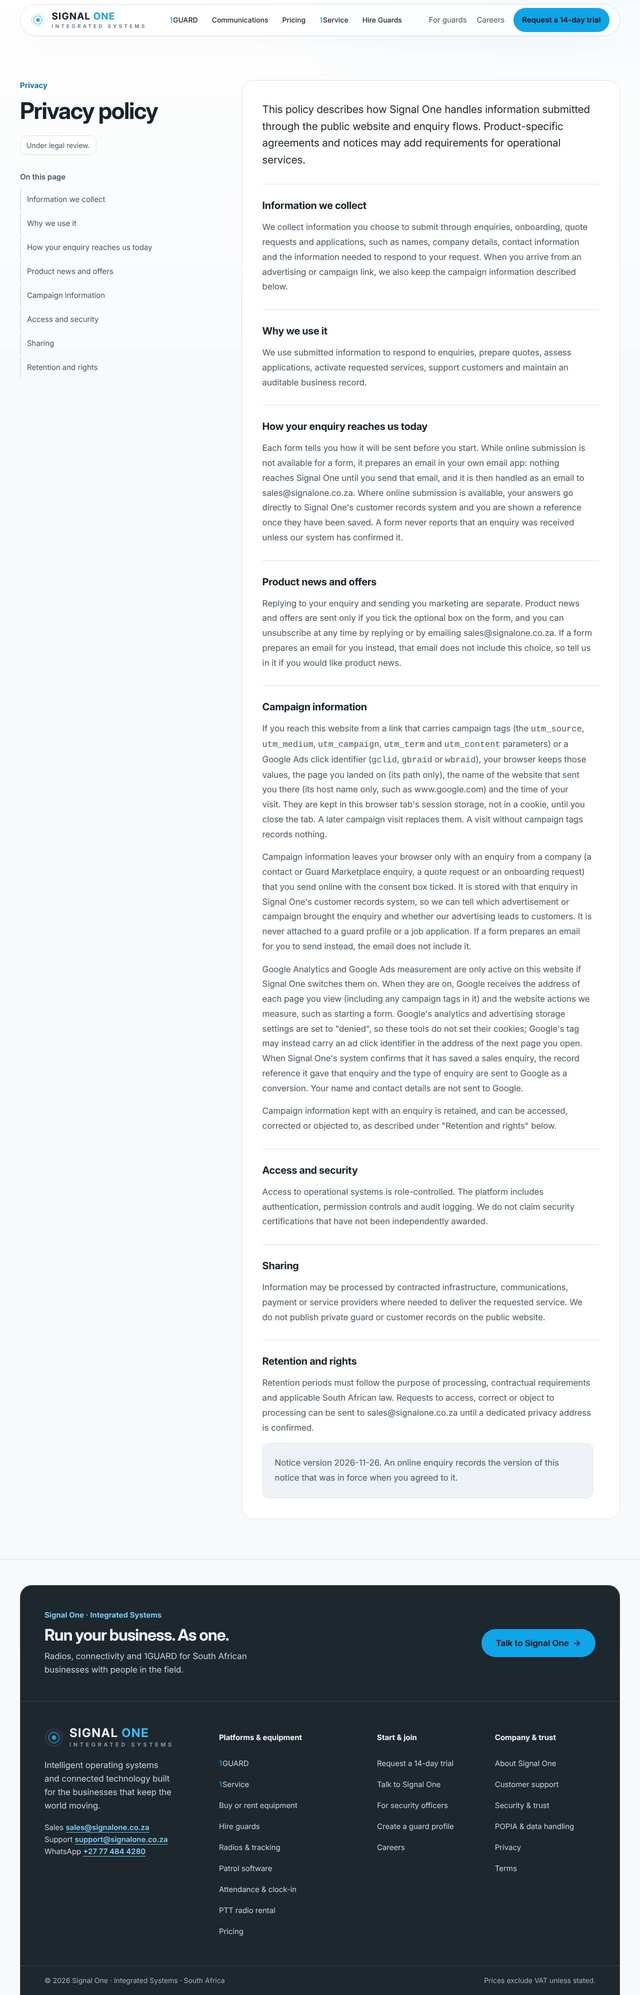 SIGNAL ONE
INTEGRATED SYSTEMS
1GUARD
Communications
Pricing
1Service
Hire Guards
For guards
Careers
Request a 14-day trial
Privacy
Privacy policy
Under legal review.
On this page
Information we collect
Why we use it
How your enquiry reaches us today
Product news and offers
Campaign information
Access and security
Sharing
Retention and rights
This policy describes how Signal One handles information submitted
through the public website and enquiry flows. Product-specific
agreements and notices may add requirements for operational
services.
Information we collect
We collect information you choose to submit through enquiries, onboarding, quote
requests and applications, such as names, company details, contact information
and the information needed to respond to your request. When you arrive from an
advertising or campaign link, we also keep the campaign information described
below.
Why we use it
We use submitted information to respond to enquiries, prepare quotes, assess
applications, activate requested services, support customers and maintain an
auditable business record.
How your enquiry reaches us today
Each form tells you how it will be sent before you start. While online submission is
not available for a form, it prepares an email in your own email app: nothing
reaches Signal One until you send that email, and it is then handled as an email to
sales@signalone.co.za. Where online submission is available, your answers go
directly to Signal One's customer records system and you are shown a reference
once they have been saved. A form never reports that an enquiry was received
unless our system has confirmed it.
Product news and offers
Replying to your enquiry and sending you marketing are separate. Product news
and offers are sent only if you tick the optional box on the form, and you can
unsubscribe at any time by replying or by emailing sales@signalone.co.za. If a form
prepares an email for you instead, that email does not include this choice, so tell us
in it if you would like product news.
Campaign information
If you reach this website from a link that carries campaign tags (the utm_source,
utm_medium, utm_campaign, utm_term and utm_content parameters) or a
Google Ads click identifier (gclid, gbraid or wbraid), your browser keeps those
values, the page you landed on (its path only), the name of the website that sent
you there (its host name only, such as www.google.com) and the time of your
visit. They are kept in this browser tab's session storage, not in a cookie, until you
close the tab. A later campaign visit replaces them. A visit without campaign tags
records nothing.
Campaign information leaves your browser only with an enquiry from a company (a
contact or Guard Marketplace enquiry, a quote request or an onboarding request)
that you send online with the consent box ticked. It is stored with that enquiry in
Signal One's customer records system, so we can tell which advertisement or
campaign brought the enquiry and whether our advertising leads to customers. It is
never attached to a guard profile or a job application. If a form prepares an email
for you to send instead, the email does not include it.
Google Analytics and Google Ads measurement are only active on this website if
Signal One switches them on. When they are on, Google receives the address of
each page you view (including any campaign tags in it) and the website actions we
measure, such as starting a form. Google's analytics and advertising storage
settings are set to "denied", so these tools do not set their cookies; Google's tag
may instead carry an ad click identifier in the address of the next page you open.
When Signal One's system confirms that it has saved a sales enquiry, the record
reference it gave that enquiry and the type of enquiry are sent to Google as a
conversion. Your name and contact details are not sent to Google.
Campaign information kept with an enquiry is retained, and can be accessed,
corrected or objected to, as described under "Retention and rights" below.
Access and security
Access to operational systems is role-controlled. The platform includes
authentication, permission controls and audit logging. We do not claim security
certifications that have not been independently awarded.
Sharing
Information may be processed by contracted infrastructure, communications,
payment or service providers where needed to deliver the requested service. We
do not publish private guard or customer records on the public website.
Retention and rights
Retention periods must follow the purpose of processing, contractual requirements
and applicable South African law. Requests to access, correct or object to
processing can be sent to sales@signalone.co.za until a dedicated privacy address
is confirmed.
Notice version 2026-11-26. An online enquiry records the version of this
notice that was in force when you agreed to it.
Signal One · Integrated Systems
Run your business. As one.
Radios, connectivity and 1GUARD for South African
businesses with people in the field.
Talk to Signal One →
SIGNAL ONE
INTEGRATED SYSTEMS
Intelligent operating systems
and connected technology built
for the businesses that keep the
world moving.
Sales sales@signalone.co.za
Support support@signalone.co.za
WhatsApp +27 77 484 4280
Platforms & equipment
1GUARD
1Service
Buy or rent equipment
Hire guards
Radios & tracking
Patrol software
Attendance & clock-in
PTT radio rental
Pricing
Start & join
Request a 14-day trial
Talk to Signal One
For security officers
Create a guard profile
Careers
Company & trust
About Signal One
Customer support
Security & trust
POPIA & data handling
Privacy
Terms
© 2026 Signal One · Integrated Systems · South Africa
Prices exclude VAT unless stated.